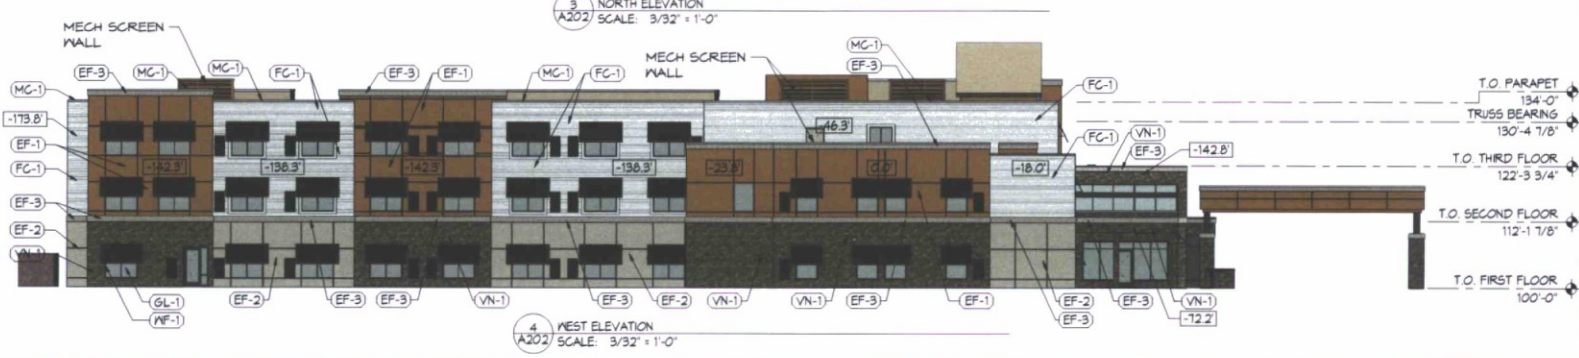 3 NORTH ELEVATION
A202 SCALE: 3/32" = 1'-0"
MECH SCREEN
WALL
MECH SCREEN
WALL
EF-3 MC-1 MC-1 FC-1 EF-3 EF-1 MC-1 FC-1 MC-1
EF-3
FC-1
MC-1
-173.8'
EF-1
FC-1
EF-3
EF-2
VN-1
-142.3' -138.3' -142.3' -138.3' -23.8' 0.0' -18.0'
-46.3'
FC-1
VN-1
EF-3
-142.8'
T.O. PARAPET
134'-0"
TRUSS BEARING
130'-4 7/8"
T.O. THIRD FLOOR
122'-3 3/4"
T.O. SECOND FLOOR
112'-1 7/8"
T.O. FIRST FLOOR
100'-0"
GL-1 EF-2 EF-3 EF-3 VN-1 EF-3 EF-2 VN-1 VN-1 EF-3 EF-1 EF-2 EF-3 VN-1
WF-1
EF-3
-72.2'
4 WEST ELEVATION
A202 SCALE: 3/32" = 1'-0"